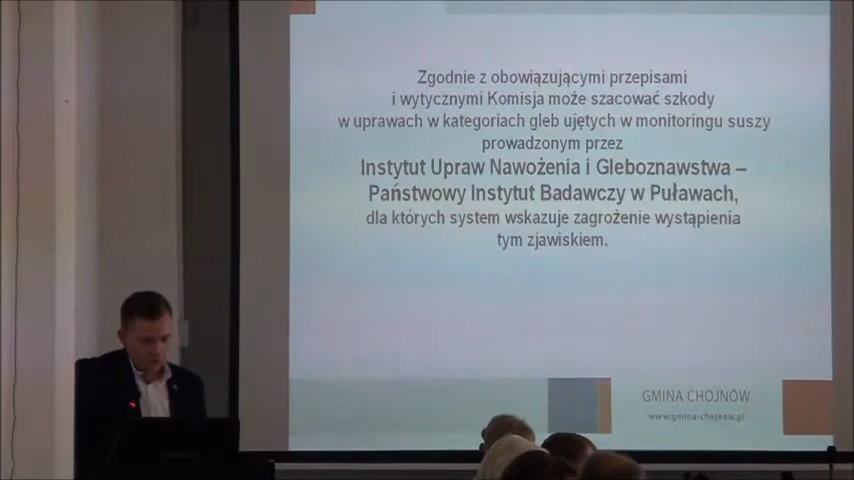 Zgodnie z obowiązującymi przepisami
i wytycznymi Komisja może szacować szkody
w uprawach w kategoriach gleb ujętych w monitoringu suszy
prowadzonym przez
Instytut Upraw Nawożenia i Gleboznawstwa –
Państwowy Instytut Badawczy w Puławach,
dla których system wskazuje zagrożenie wystąpienia
tym zjawiskiem.
GMINA CHOJNÓW
www.gmina-chojnow.pl